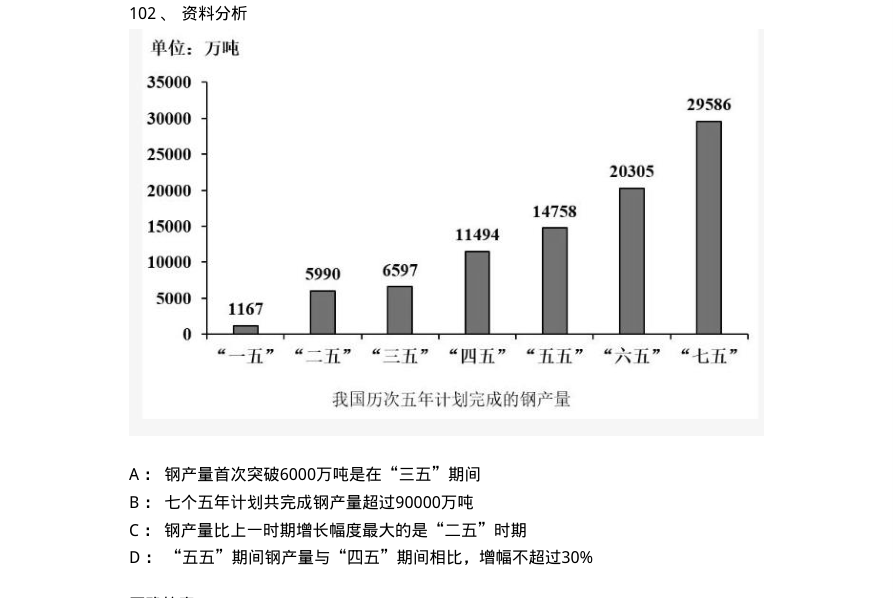 102 、 资料分析
单位：万吨
35000
30000
25000
20000
15000
10000
5000
0
1167
5990
6597
11494
14758
20305
29586
“一五” “二五” “三五” “四五” “五五” “六五” “七五”
我国历次五年计划完成的钢产量
A ： 钢产量首次突破6000万吨是在“三五”期间
B ： 七个五年计划共完成钢产量超过90000万吨
C ： 钢产量比上一时期增长幅度最大的是“二五”时期
D ： “五五”期间钢产量与“四五”期间相比，增幅不超过30%